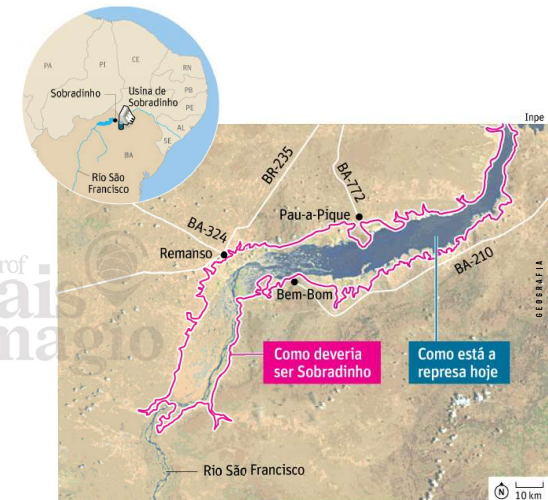 PA
PI
CE
RN
PB
PE
AL
SE
BA
Sobradinho
Usina de
Sobradinho
Rio São
Francisco
Inpe
BR-235
BA-772
Pau-a-Pique
BA-324
Remanso
BA-210
Bem-Bom
GEOGRAFIA
prof
Como deveria
ser Sobradinho
Como está a
represa hoje
Rio São Francisco
N
10 km